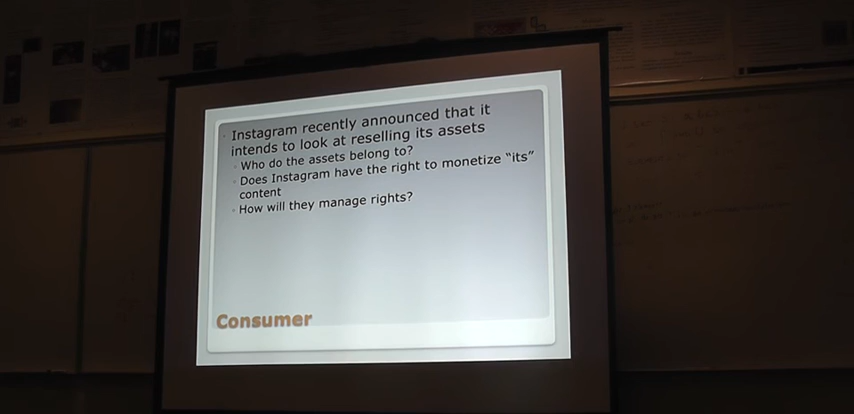 Instagram recently announced that it
intends to look at reselling its assets
Who do the assets belong to?
Does Instagram have the right to monetize “its”
content
How will they manage rights?
Consumer